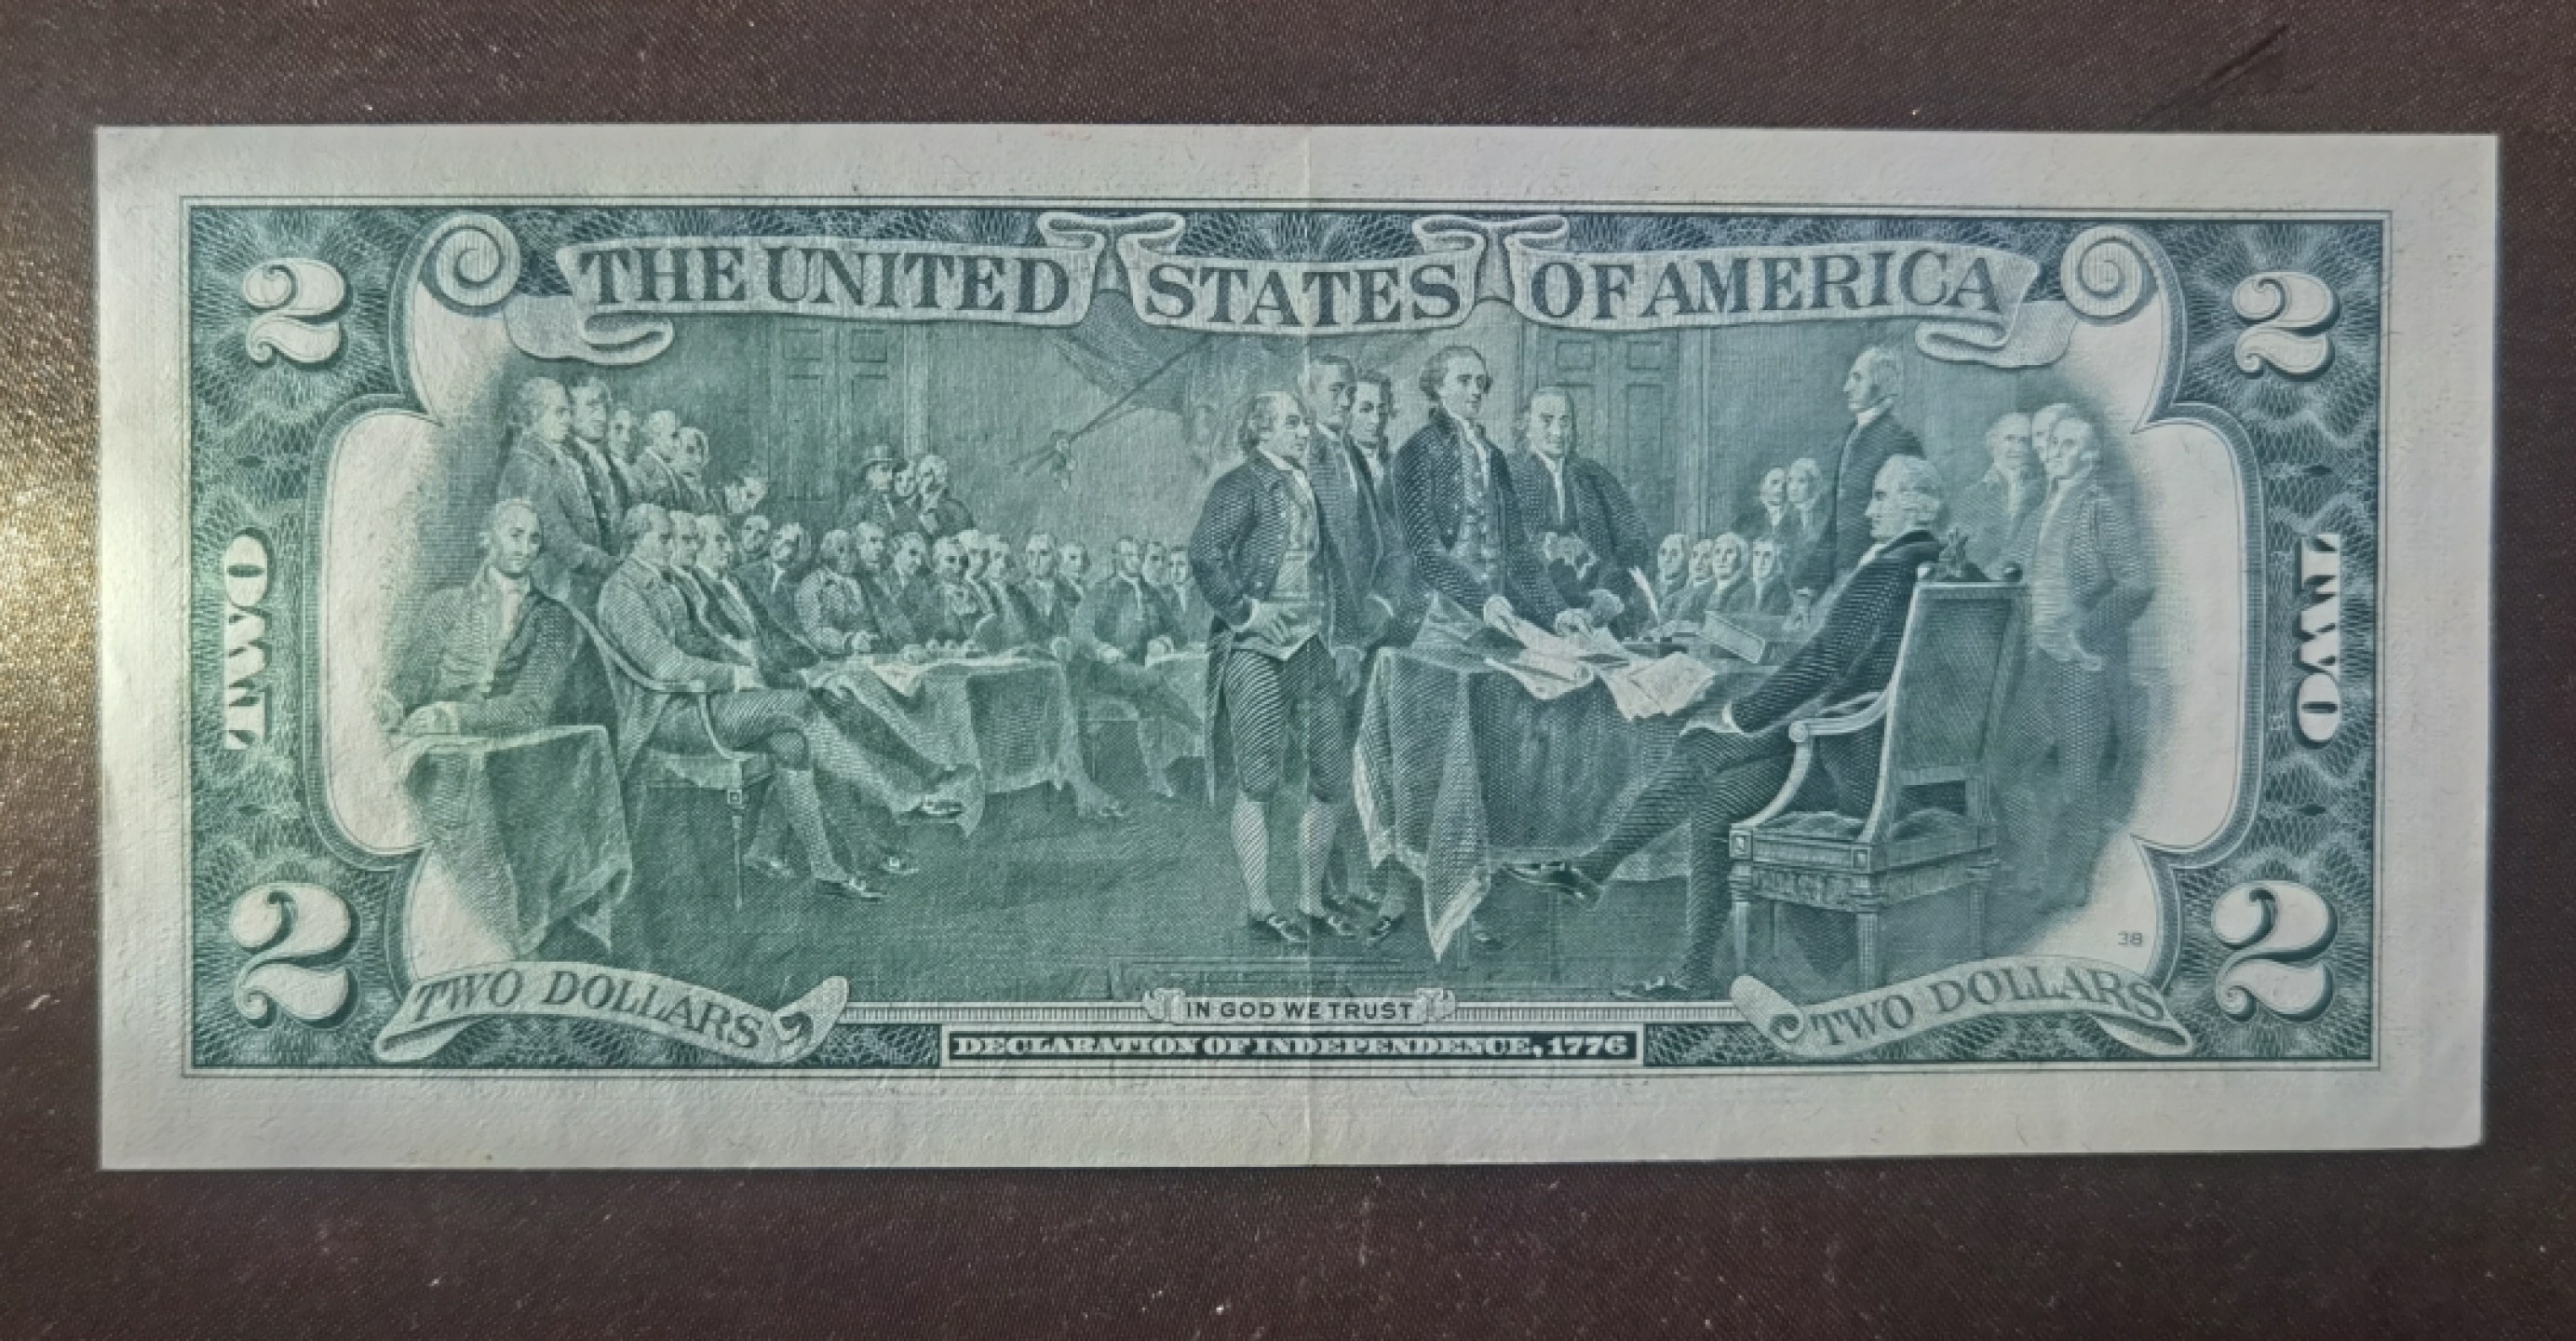 THE UNITED STATES OF AMERICA
2 2
TWO TWO
38
2 2
TWO DOLLARS TWO DOLLARS
IN GOD WE TRUST
DECLARATION OF INDEPENDENCE, 1776